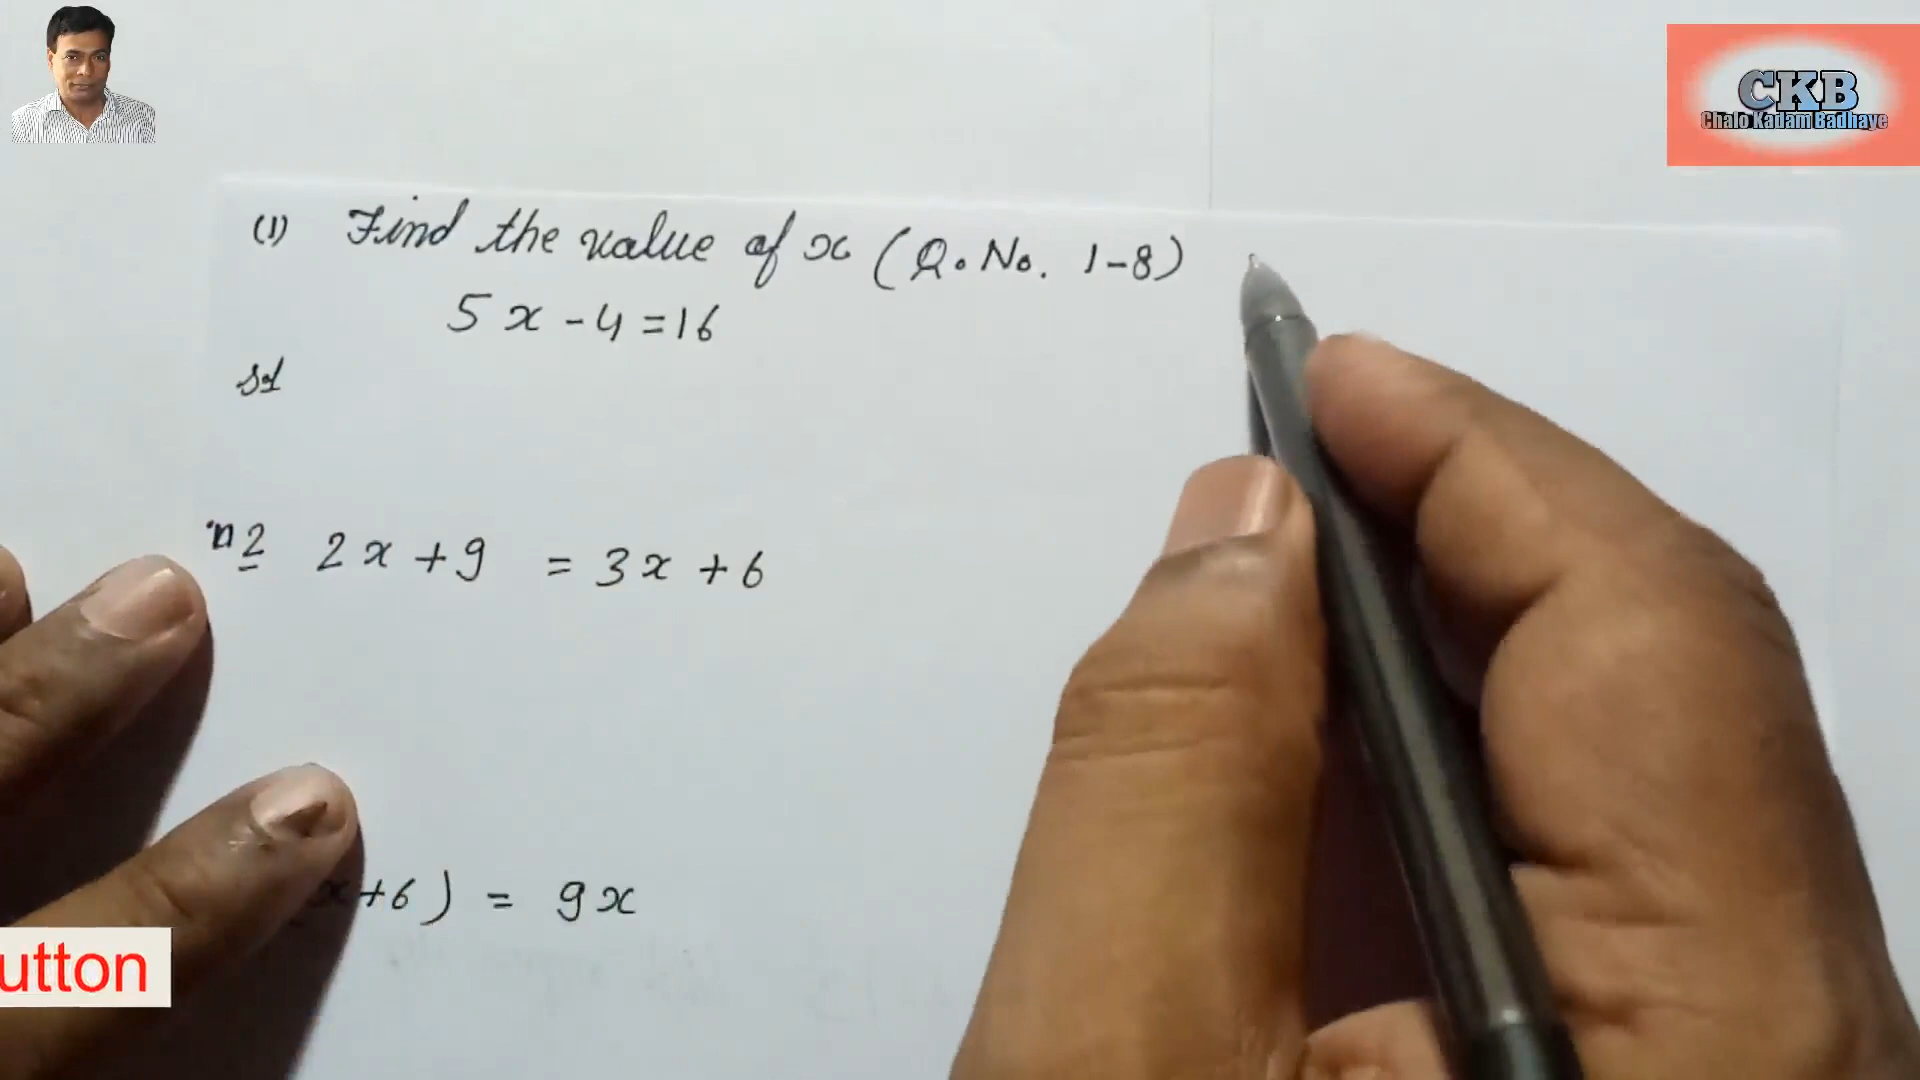 CKB
Chalo Kadam Badhaye
(1) Find the value of x (Q. No. 1-8)
5x - 4 = 16
Sol
2 2x + 9 = 3x + 6
x+6) = 9x
utton